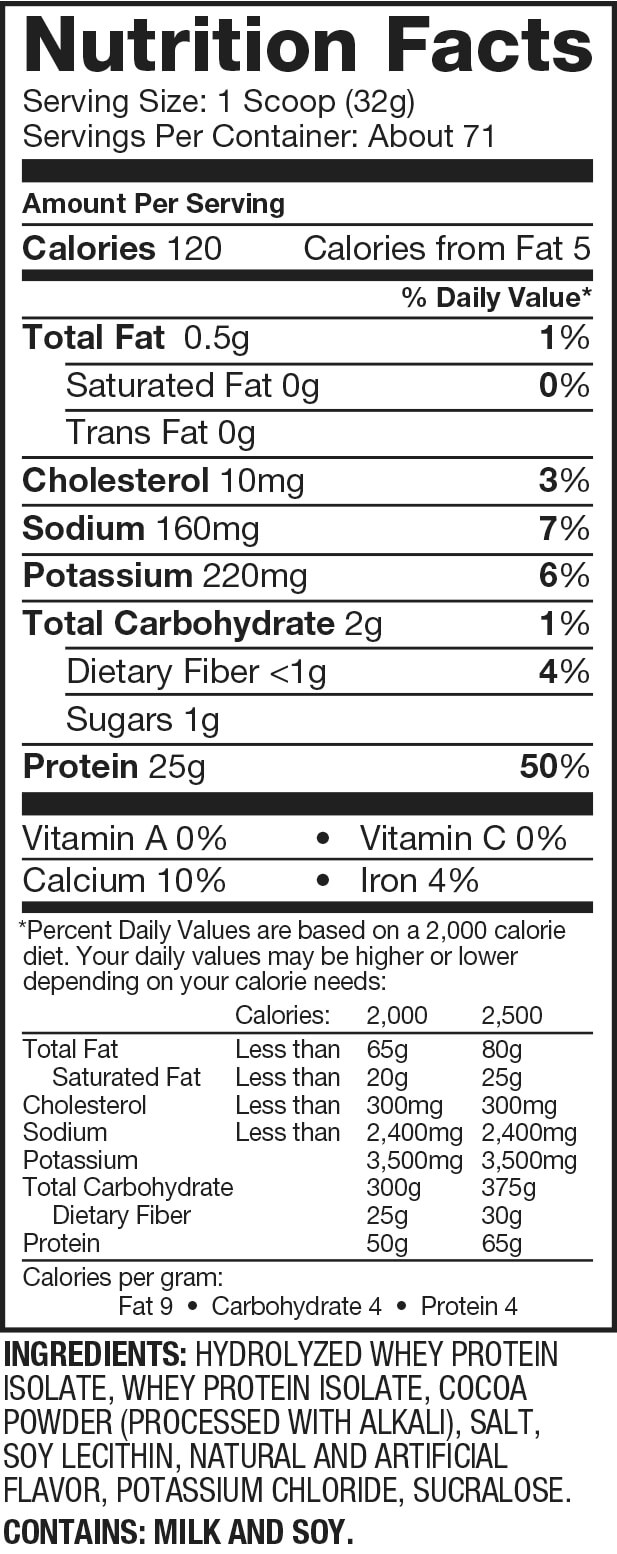 Nutrition Facts
Serving Size: 1 Scoop (32g)
Servings Per Container: About 71
Amount Per Serving
Calories 120 Calories from Fat 5
% Daily Value*
Total Fat 0.5g 1%
Saturated Fat 0g 0%
Trans Fat 0g
Cholesterol 10mg 3%
Sodium 160mg 7%
Potassium 220mg 6%
Total Carbohydrate 2g 1%
Dietary Fiber <1g 4%
Sugars 1g
Protein 25g 50%
Vitamin A 0% • Vitamin C 0%
Calcium 10% • Iron 4%
*Percent Daily Values are based on a 2,000 calorie
diet. Your daily values may be higher or lower
depending on your calorie needs:
Calories: 2,000 2,500
Total Fat Less than 65g 80g
Saturated Fat Less than 20g 25g
Cholesterol Less than 300mg 300mg
Sodium Less than 2,400mg 2,400mg
Potassium 3,500mg 3,500mg
Total Carbohydrate 300g 375g
Dietary Fiber 25g 30g
Protein 50g 65g
Calories per gram:
Fat 9 • Carbohydrate 4 • Protein 4
INGREDIENTS: HYDROLYZED WHEY PROTEIN
ISOLATE, WHEY PROTEIN ISOLATE, COCOA
POWDER (PROCESSED WITH ALKALI), SALT,
SOY LECITHIN, NATURAL AND ARTIFICIAL
FLAVOR, POTASSIUM CHLORIDE, SUCRALOSE.
CONTAINS: MILK AND SOY.